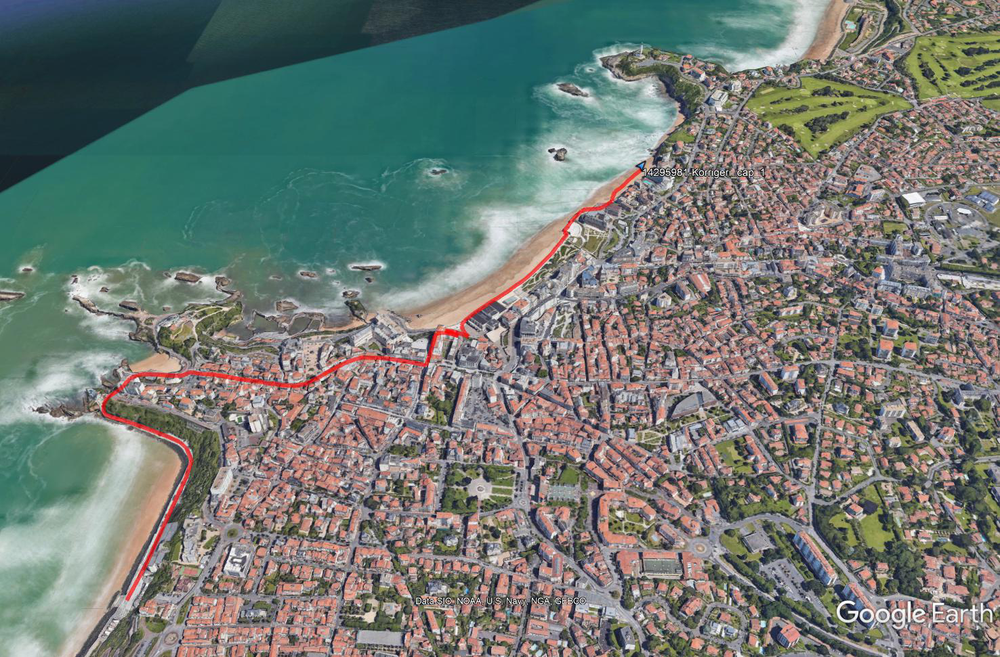 14295981-Korrigeri_cap_1
Data SIO, NOAA, U.S. Navy, NGA, GEBCO
Google Earth